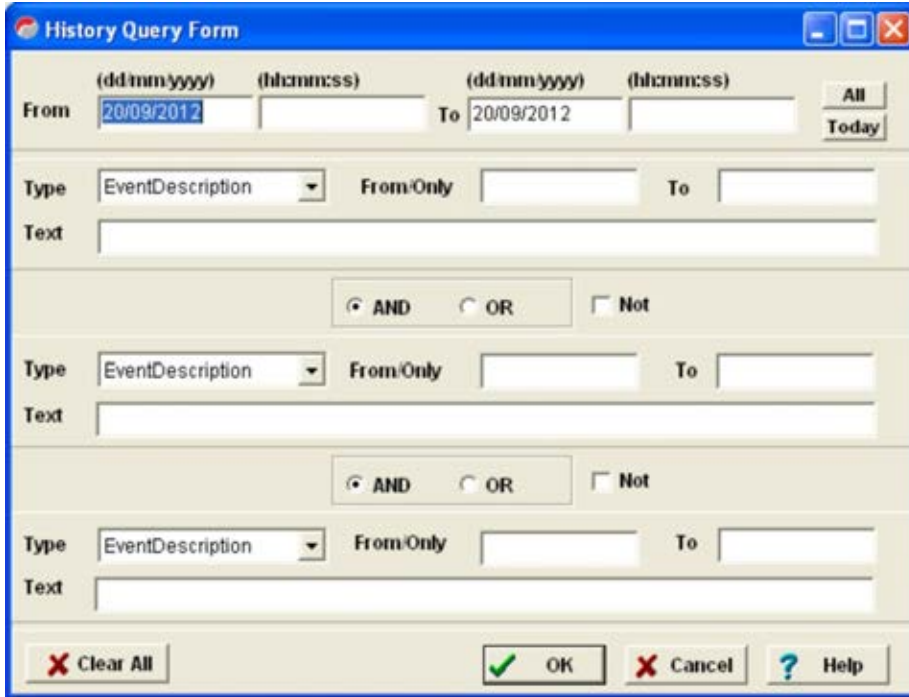 History Query Form
(dd/mm/yyyy) (hh:mm:ss) (dd/mm/yyyy) (hh:mm:ss)
From 20/09/2012 To 20/09/2012 All
Today
Type EventDescription From/Only To
Text
AND OR Not
Type EventDescription From/Only To
Text
AND OR Not
Type EventDescription From/Only To
Text
Clear All OK Cancel ? Help